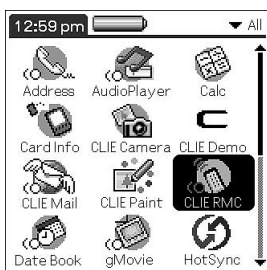 12:59 pm All
Address AudioPlayer Calc
Card Info CLIE Camera CLIE Demo
CLIE Mail CLIE Paint CLIE RMC
Date Book gMovie HotSync